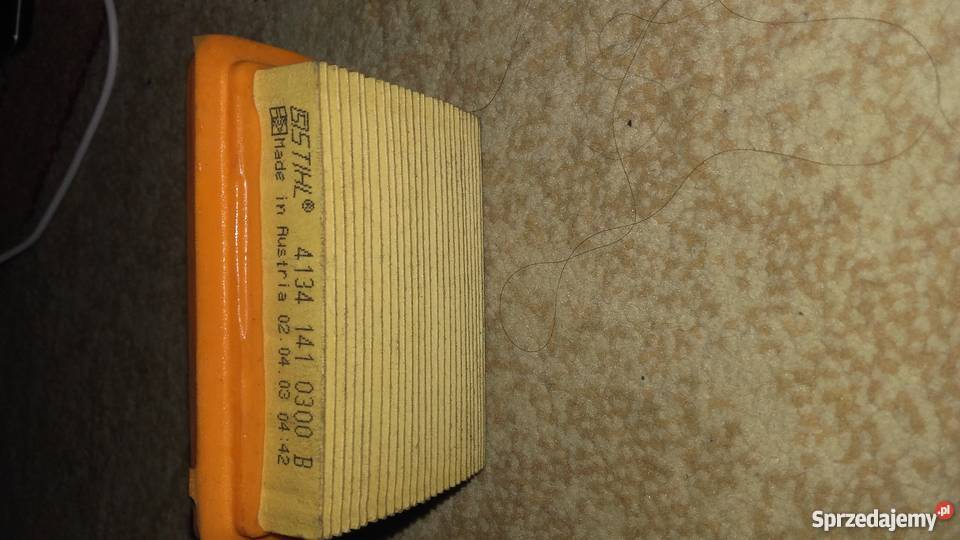 STIHL® 4134 141 0300 B
Made in Austria 02.04.03 04:42
Sprzedajemy.pl